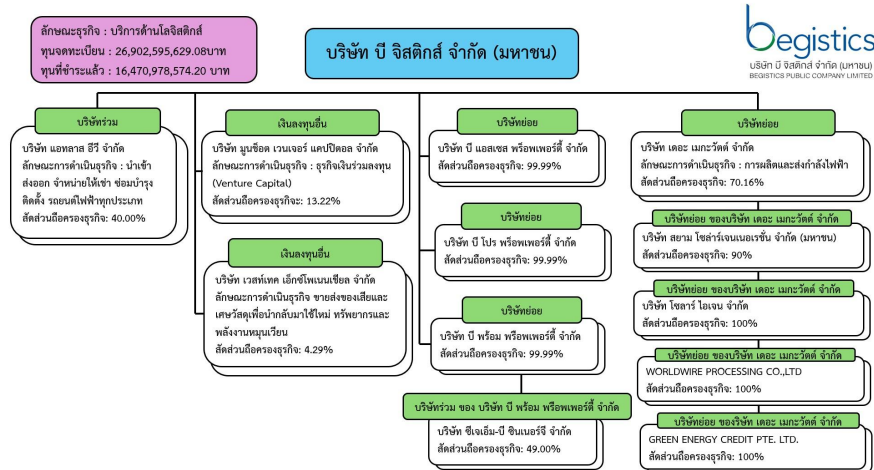 ลักษณะธุรกิจ : บริการด้านโลจิสติกส์
ทุนจดทะเบียน : 26,902,595,629.08บาท
ทุนที่ชำระแล้ว : 16,470,978,574.20 บาท
บริษัท บี จิสติกส์ จำกัด (มหาชน)
begistics
บริษัท บี จิสติกส์ จำกัด (มหาชน)
BEGISTICS PUBLIC COMPANY LIMITED
บริษัทร่วม
บริษัท แอทลาส อีวี จำกัด
ลักษณะการดำเนินธุรกิจ : นำเข้า
ส่งออก จำหน่ายให้เช่า ซ่อมบำรุง
ติดตั้ง รถยนต์ไฟฟ้าทุกประเภท
สัดส่วนถือครองธุรกิจ: 40.00%
เงินลงทุนอื่น
บริษัท มูนช็อต เวนเจอร์ แคปปิตอล จำกัด
ลักษณะการดำเนินธุรกิจ : ธุรกิจเงินร่วมลงทุน
(Venture Capital)
สัดส่วนถือครองธุรกิจะ: 13.22%
เงินลงทุนอื่น
บริษัท เวสท์เทค เอ็กซ์โพเนนเชียล จำกัด
ลักษณะการดำเนินธุรกิจ ขายส่งของเสียและ
เศษวัสดุเพื่อนำกลับมาใช้ใหม่ ทรัพยากรและ
พลังงานหมุนเวียน
สัดส่วนถือครองธุรกิจ: 4.29%
บริษัทย่อย
บริษัท บี แอสเซส พร็อพเพอร์ตี้ จำกัด
สัดส่วนถือครองธุรกิจ: 99.99%
บริษัทย่อย
บริษัท บี โปร พร็อพเพอร์ตี้ จำกัด
สัดส่วนถือครองธุรกิจ: 99.99%
บริษัทย่อย
บริษัท บี พร้อม พรือพเพอร์ตี้ จำกัด
สัดส่วนถือครองธุรกิจ: 99.99%
บริษัทร่วม ของ บริษัท บี พร้อม พรือพเพอร์ตี้ จำกัด
บริษัท ซีเจเอ็ม-บี ซินเนอร์จี จำกัด
สัดส่วนถือครองธุรกิจ: 49.00%
บริษัทย่อย
บริษัท เดอะ เมกะวัตต์ จำกัด
ลักษณะการดำเนินธุรกิจ : การผลิตและส่งกำลังไฟฟ้า
สัดส่วนถือครองธุรกิจ: 70.16%
บริษัทย่อย ของบริษัท เดอะ เมกะวัตต์ จำกัด
บริษัท สยาม โซล่าร์เจนเนอเรชั่น จำกัด (มหาชน)
สัดส่วนถือครองธุรกิจ: 90%
บริษัทย่อย ของบริษัท เดอะ เมกะวัตต์ จำกัด
บริษัท โซลาร์ ไอเจน จำกัด
สัดส่วนถือครองธุรกิจ: 100%
บริษัทย่อย ของบริษัท เดอะ เมกะวัตต์ จำกัด
WORLDWIRE PROCESSING CO.,LTD
สัดส่วนถือครองธุรกิจ: 100%
บริษัทย่อย ของริษัท เดอะ เมกะวัตต์ จำกัด
GREEN ENERGY CREDIT PTE. LTD.
สัดส่วนถือครองธุรกิจ: 100%